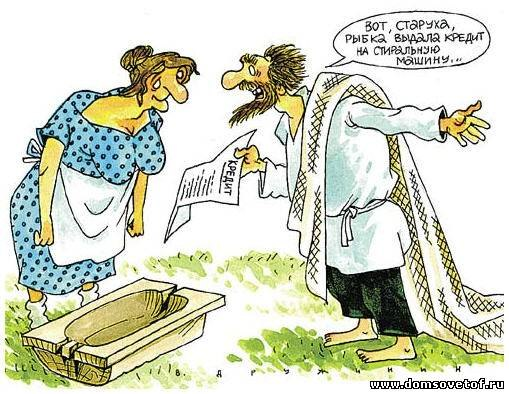 ВОТ, СТАРУХА,
РЫБКА ВЫДАЛА КРЕДИТ
НА СТИРАЛЬНУЮ
МАШИНУ...
КРЕДИТ
В. ДРУЖИНИН
www.domsovetof.ru